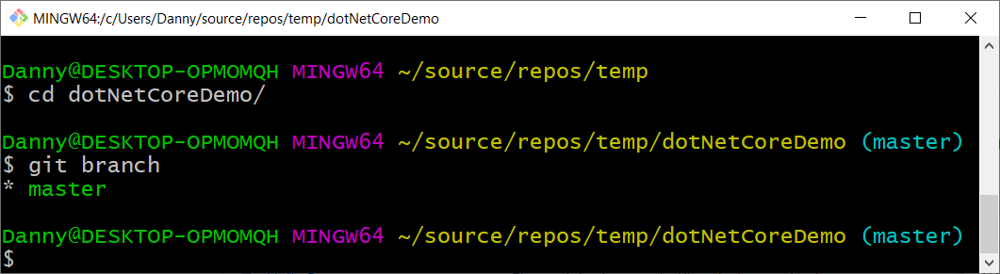 MINGW64:/c/Users/Danny/source/repos/temp/dotNetCoreDemo
Danny@DESKTOP-OPMOMQH MINGW64 ~/source/repos/temp
$ cd dotNetCoreDemo/
Danny@DESKTOP-OPMOMQH MINGW64 ~/source/repos/temp/dotNetCoreDemo (master)
$ git branch
* master
Danny@DESKTOP-OPMOMQH MINGW64 ~/source/repos/temp/dotNetCoreDemo (master)
$